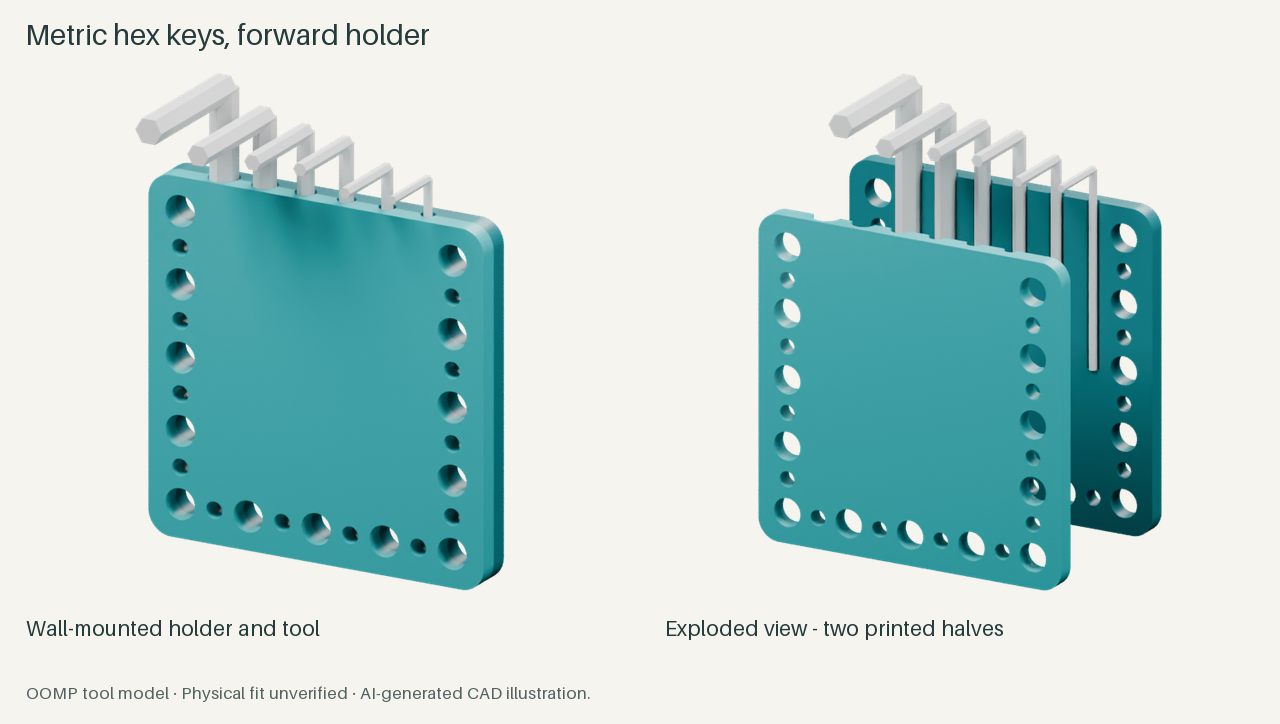 Metric hex keys, forward holder
Wall-mounted holder and tool
Exploded view - two printed halves
OOMP tool model · Physical fit unverified · AI-generated CAD illustration.